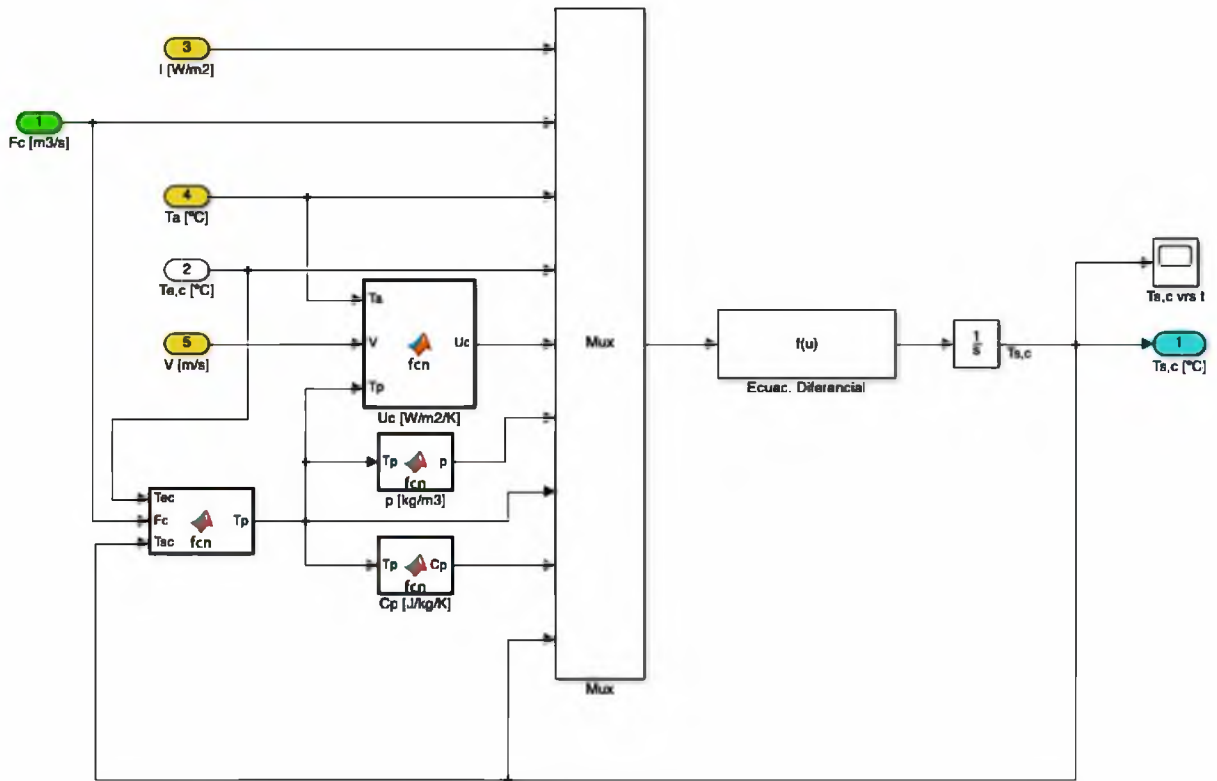 3
I [W/m2]
1
Fc [m3/s]
4
Ta [°C]
2
Te,c [°C]
5
V [m/s]
Ta
V
Tp
Uc
fcn
Uc [W/m2/K]
Tp
p
fcn
p [kg/m3]
Tec
Fc
Tsc
Tp
fcn
Tp
Cp
fcn
Cp [J/kg/K]
Mux
Mux
f(u)
Ecuac. Diferencial
1
s
Ts,c
Ts,c vrs t
1
Ts,c [°C]